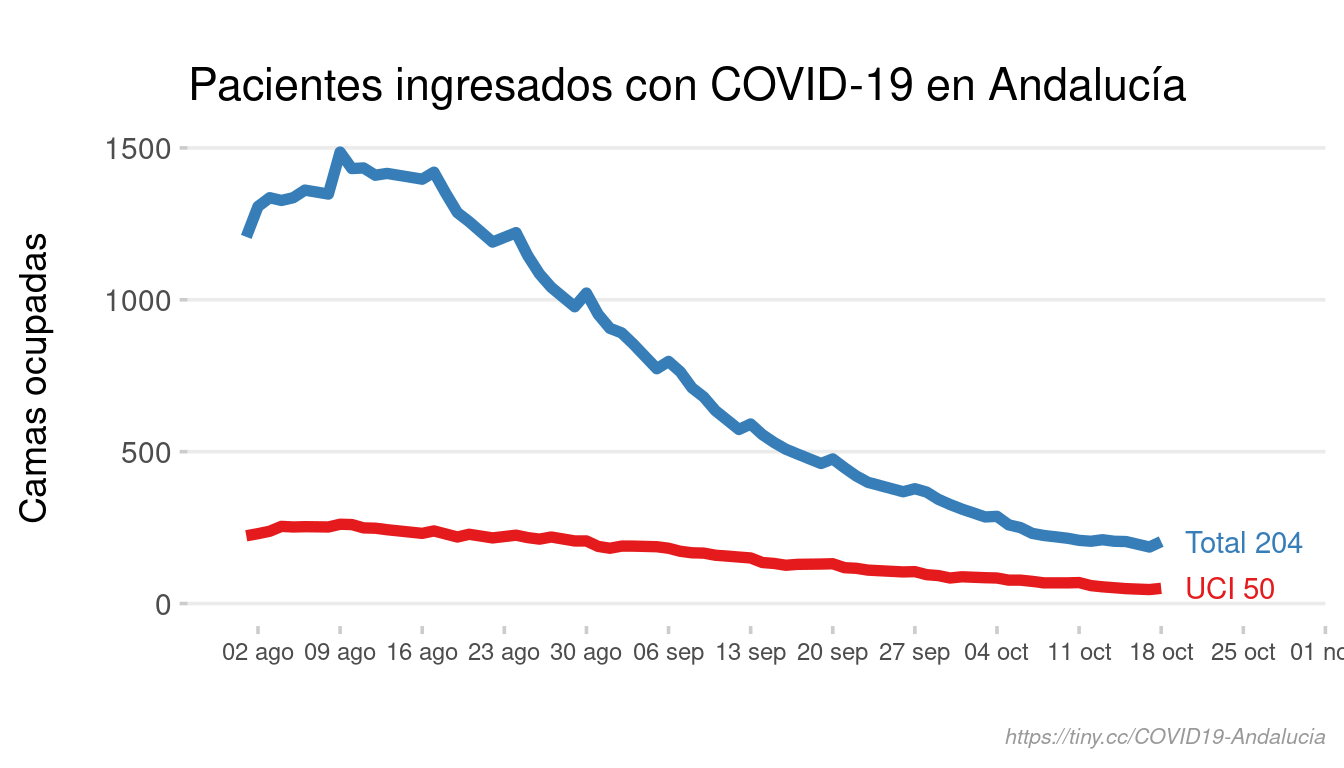 Pacientes ingresados con COVID-19 en Andalucía
Camas ocupadas
1500
1000
500
0
Total 204
UCI 50
02 ago 09 ago 16 ago 23 ago 30 ago 06 sep 13 sep 20 sep 27 sep 04 oct 11 oct 18 oct 25 oct 01 no
https://tiny.cc/COVID19-Andalucia